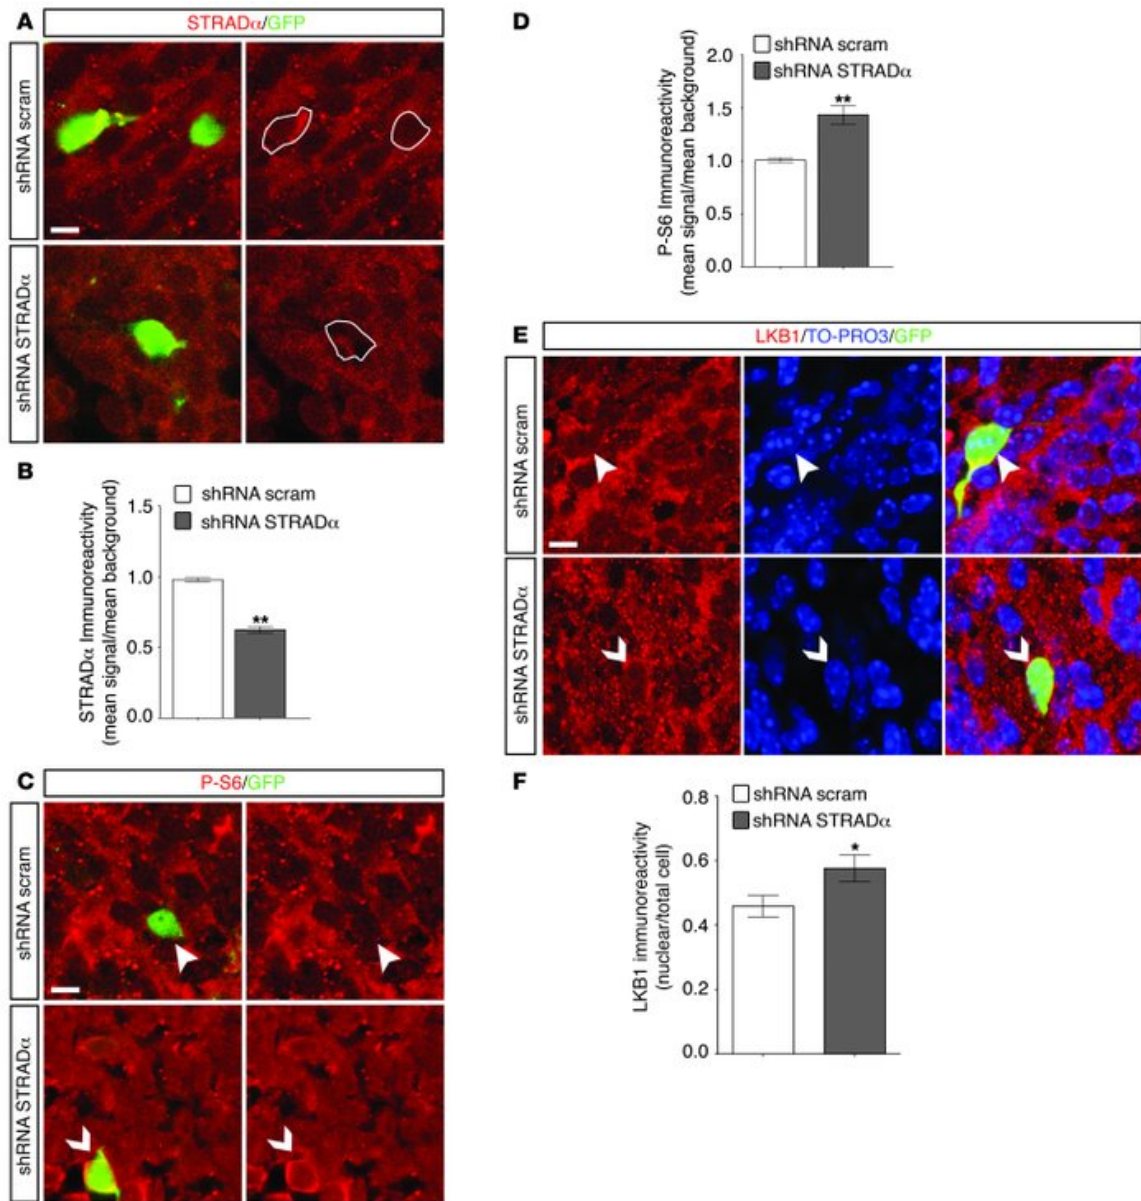 A
STRADα/GFP
shRNA scram
shRNA STRADα
B
shRNA scram
shRNA STRADα
STRADα Immunoreactivity
(mean signal/mean background)
1.5
1.0
0.5
0.0
**
C
P-S6/GFP
shRNA scram
shRNA STRADα
D
shRNA scram
shRNA STRADα
P-S6 Immunoreactivity
(mean signal/mean background)
2.0
1.5
1.0
0.5
0.0
**
E
LKB1/TO-PRO3/GFP
shRNA scram
shRNA STRADα
F
shRNA scram
shRNA STRADα
LKB1 immunoreactivity
(nuclear/total cell)
0.8
0.6
0.4
0.2
0.0
*